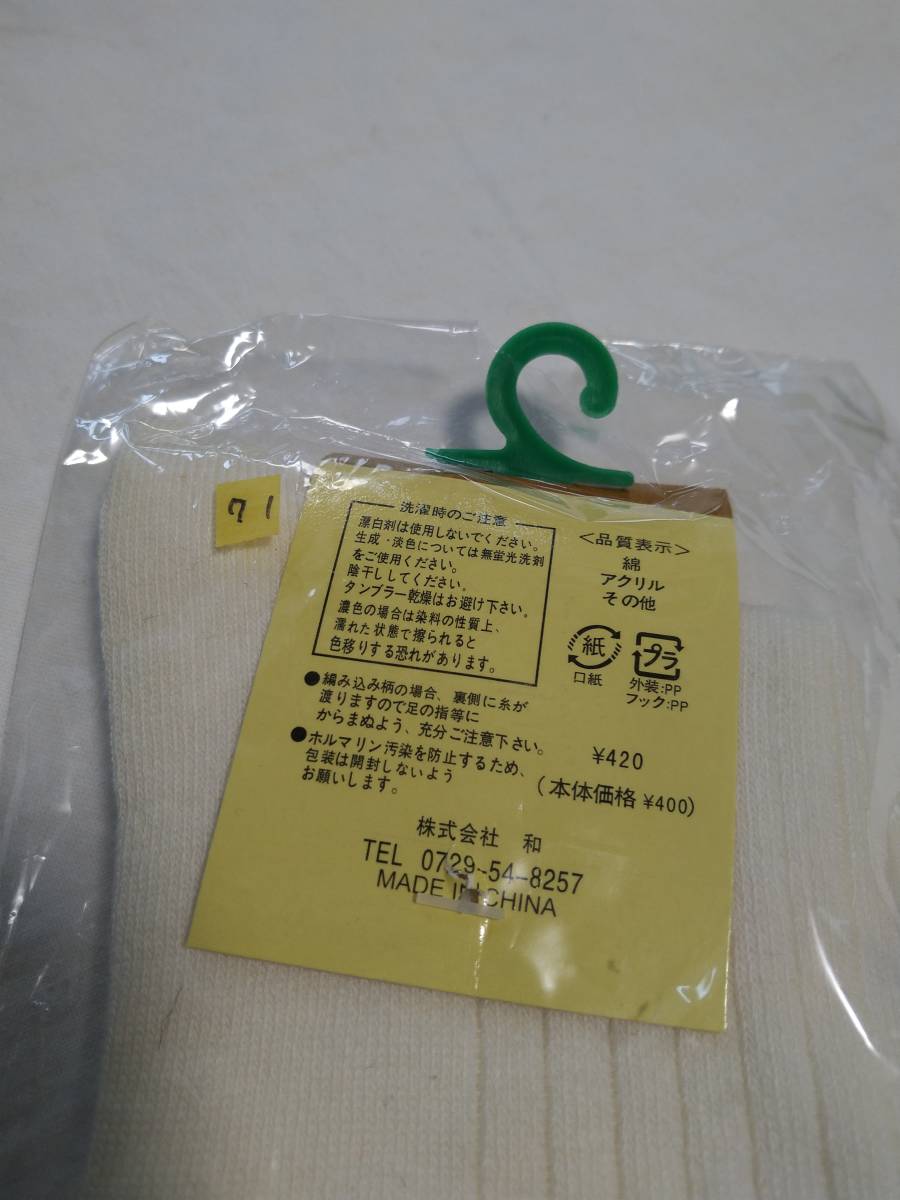 71
洗濯時のご注意
漂白剤は使用しないでください。
生成・淡色については無蛍光洗剤
をご使用ください。
陰干ししてください。
タンブラー乾燥はお避け下さい。
濃色の場合は染料の性質上、
濡れた状態で擦られると
色移りする恐れがあります。
●編み込み柄の場合、裏側に糸が
渡りますので足の指等に
からまぬよう、充分ご注意下さい。
●ホルマリン汚染を防止するため、
包装は開封しないよう
お願いします。
<品質表示>
綿
アクリル
その他
紙
口紙
プラ
外装:PP
フック:PP
¥420
(本体価格 ¥400)
株式会社 和
TEL 0729-54-8257
MADE IN CHINA